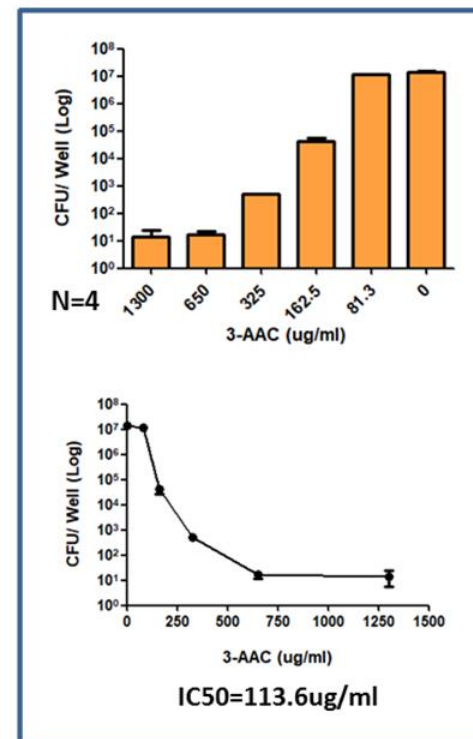 CFU/ Well (Log)
10⁸
10⁷
10⁶
10⁵
10⁴
10³
10²
10¹
10⁰
N=4
1300 650 325 162.5 81.3 0
3-AAC (ug/ml)
CFU/ Well (Log)
10⁸
10⁷
10⁶
10⁵
10⁴
10³
10²
10¹
10⁰
0 250 500 750 1000 1250 1500
3-AAC (ug/ml)
IC50=113.6ug/ml